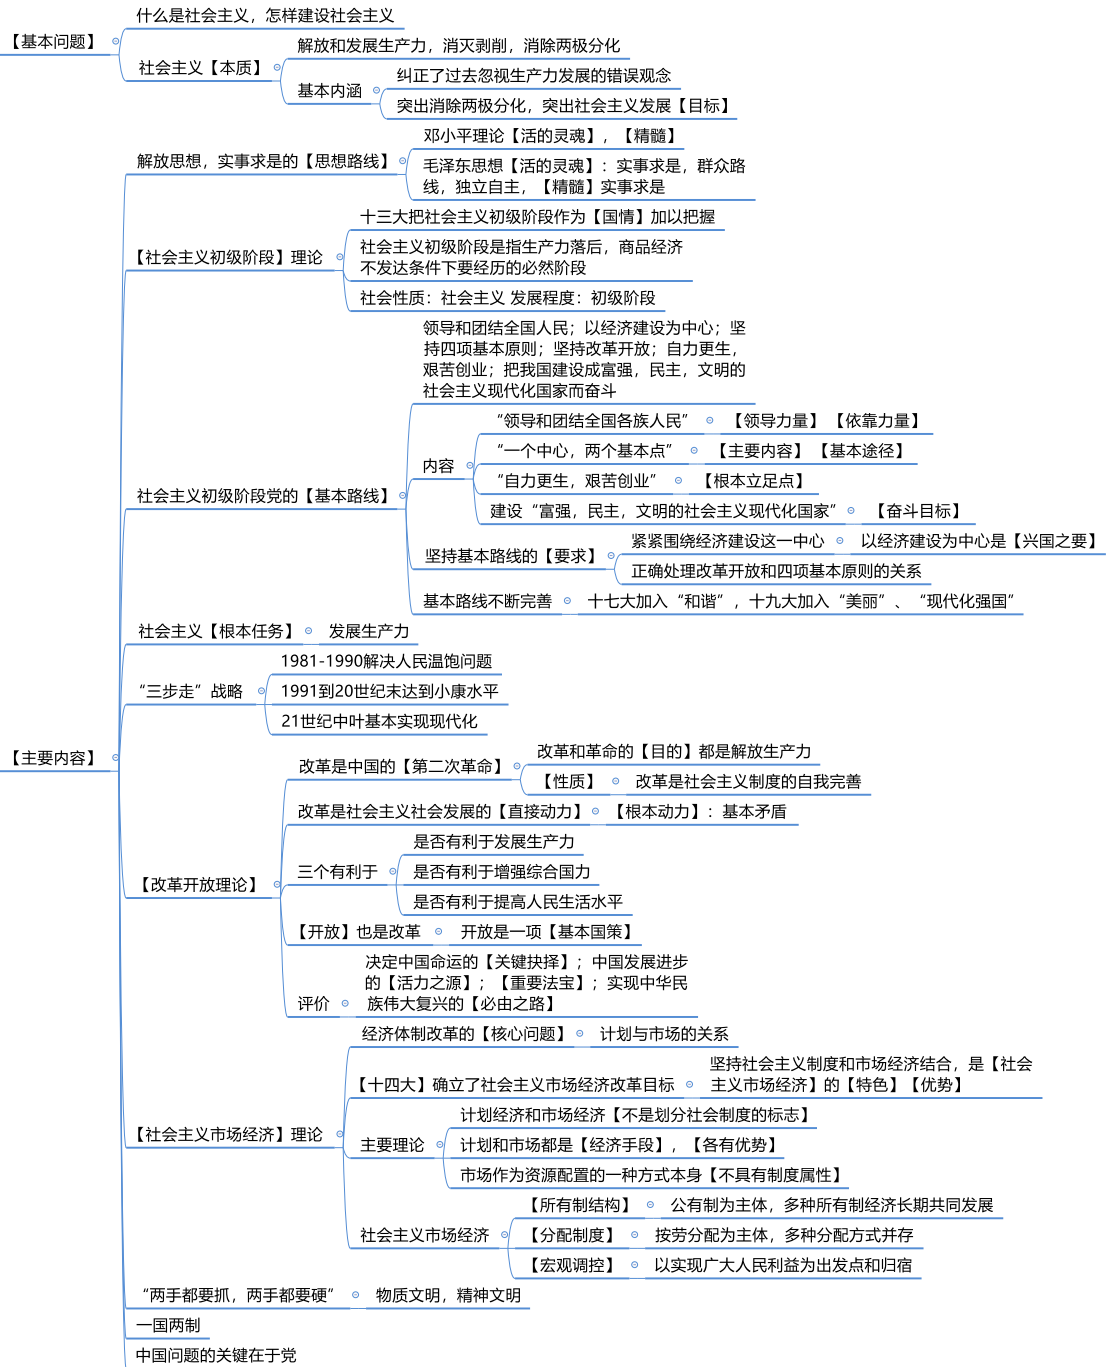 什么是社会主义，怎样建设社会主义
【基本问题】
解放和发展生产力，消灭剥削，消除两极分化
社会主义【本质】
纠正了过去忽视生产力发展的错误观念
基本内涵
突出消除两极分化，突出社会主义发展【目标】
邓小平理论【活的灵魂】，【精髓】
解放思想，实事求是的【思想路线】
毛泽东思想【活的灵魂】：实事求是，群众路
线，独立自主，【精髓】实事求是
十三大把社会主义初级阶段作为【国情】加以把握
【社会主义初级阶段】理论
社会主义初级阶段是指生产力落后，商品经济
不发达条件下要经历的必然阶段
社会性质：社会主义 发展程度：初级阶段
领导和团结全国人民；以经济建设为中心；坚
持四项基本原则；坚持改革开放；自力更生，
艰苦创业；把我国建设成富强，民主，文明的
社会主义现代化国家而奋斗
“领导和团结全国各族人民” 【领导力量】 【依靠力量】
内容
“一个中心，两个基本点” 【主要内容】 【基本途径】
“自力更生，艰苦创业” 【根本立足点】
社会主义初级阶段党的【基本路线】
建设“富强，民主，文明的社会主义现代化国家” 【奋斗目标】
紧紧围绕经济建设这一中心 以经济建设为中心是【兴国之要】
坚持基本路线的【要求】
正确处理改革开放和四项基本原则的关系
基本路线不断完善 十七大加入“和谐”，十九大加入“美丽”、“现代化强国”
社会主义【根本任务】 发展生产力
1981-1990解决人民温饱问题
“三步走”战略 1991到20世纪末达到小康水平
21世纪中叶基本实现现代化
【主要内容】
改革和革命的【目的】都是解放生产力
改革是中国的【第二次革命】
【性质】 改革是社会主义制度的自我完善
改革是社会主义社会发展的【直接动力】 【根本动力】：基本矛盾
是否有利于发展生产力
三个有利于 是否有利于增强综合国力
【改革开放理论】
是否有利于提高人民生活水平
【开放】也是改革 开放是一项【基本国策】
决定中国命运的【关键抉择】；中国发展进步
的【活力之源】；【重要法宝】；实现中华民
评价 族伟大复兴的【必由之路】
经济体制改革的【核心问题】 计划与市场的关系
坚持社会主义制度和市场经济结合，是【社会
【十四大】确立了社会主义市场经济改革目标 主义市场经济】的【特色】【优势】
计划经济和市场经济【不是划分社会制度的标志】
【社会主义市场经济】理论
主要理论 计划和市场都是【经济手段】，【各有优势】
市场作为资源配置的一种方式本身【不具有制度属性】
【所有制结构】 公有制为主体，多种所有制经济长期共同发展
社会主义市场经济 【分配制度】 按劳分配为主体，多种分配方式并存
【宏观调控】 以实现广大人民利益为出发点和归宿
“两手都要抓，两手都要硬” 物质文明，精神文明
一国两制
中国问题的关键在于党